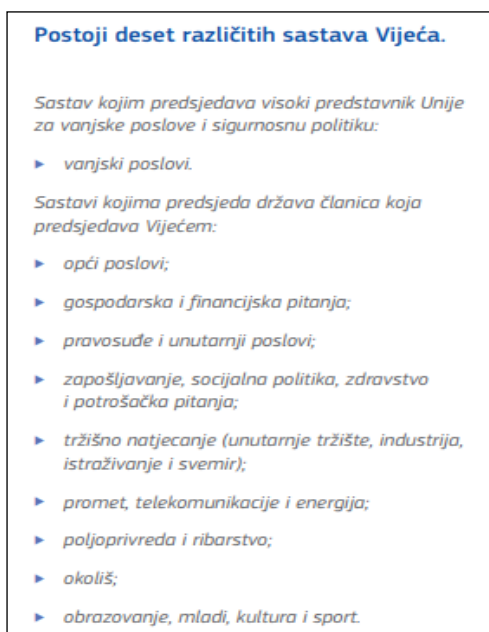 Postoji deset različitih sastava Vijeća.
Sastav kojim predsjedava visoki predstavnik Unije
za vanjske poslove i sigurnosnu politiku:
► vanjski poslovi.
Sastavi kojima predsjeda država članica koja
predsjedava Vijećem:
► opći poslovi;
► gospodarska i financijska pitanja;
► pravosuđe i unutarnji poslovi;
► zapošljavanje, socijalna politika, zdravstvo
i potrošačka pitanja;
► tržišno natjecanje (unutarnje tržište, industrija,
istraživanje i svemir);
► promet, telekomunikacije i energija;
► poljoprivreda i ribarstvo;
► okoliš;
► obrazovanje, mladi, kultura i sport.